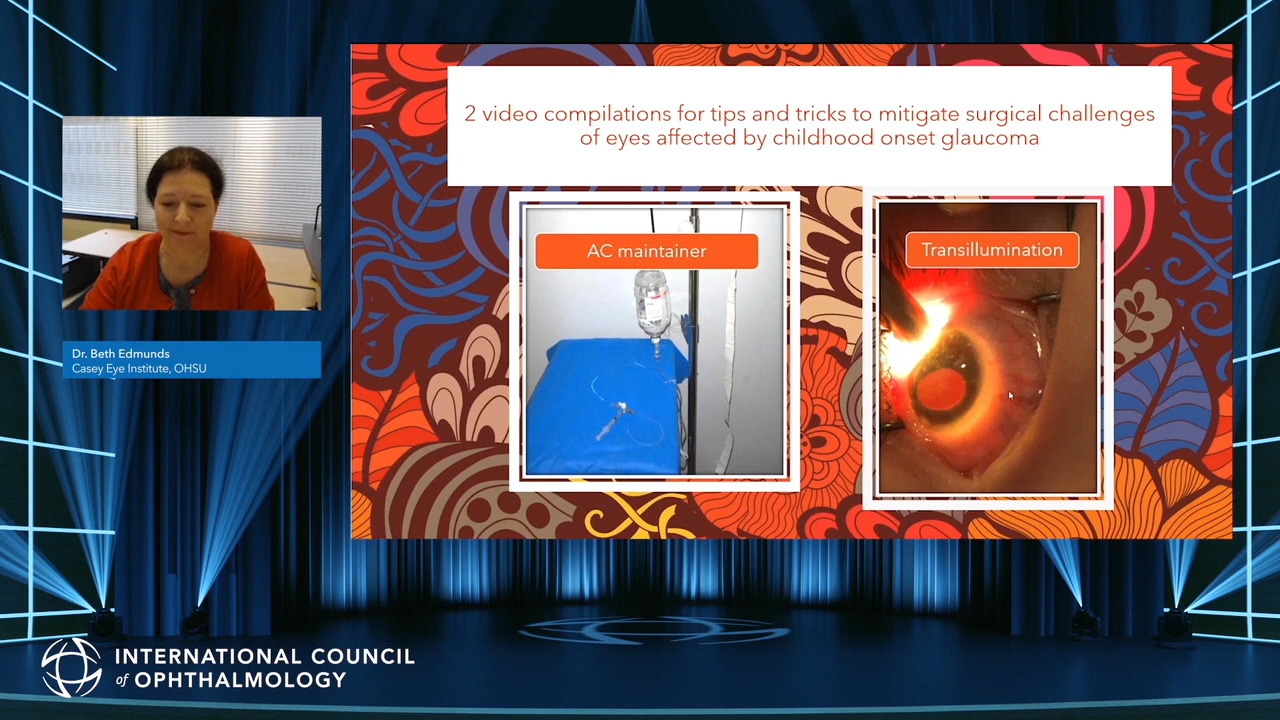 2 video compilations for tips and tricks to mitigate surgical challenges
of eyes affected by childhood onset glaucoma
AC maintainer
Transillumination
Dr. Beth Edmunds
Casey Eye Institute, OHSU
INTERNATIONAL COUNCIL
of OPHTHALMOLOGY